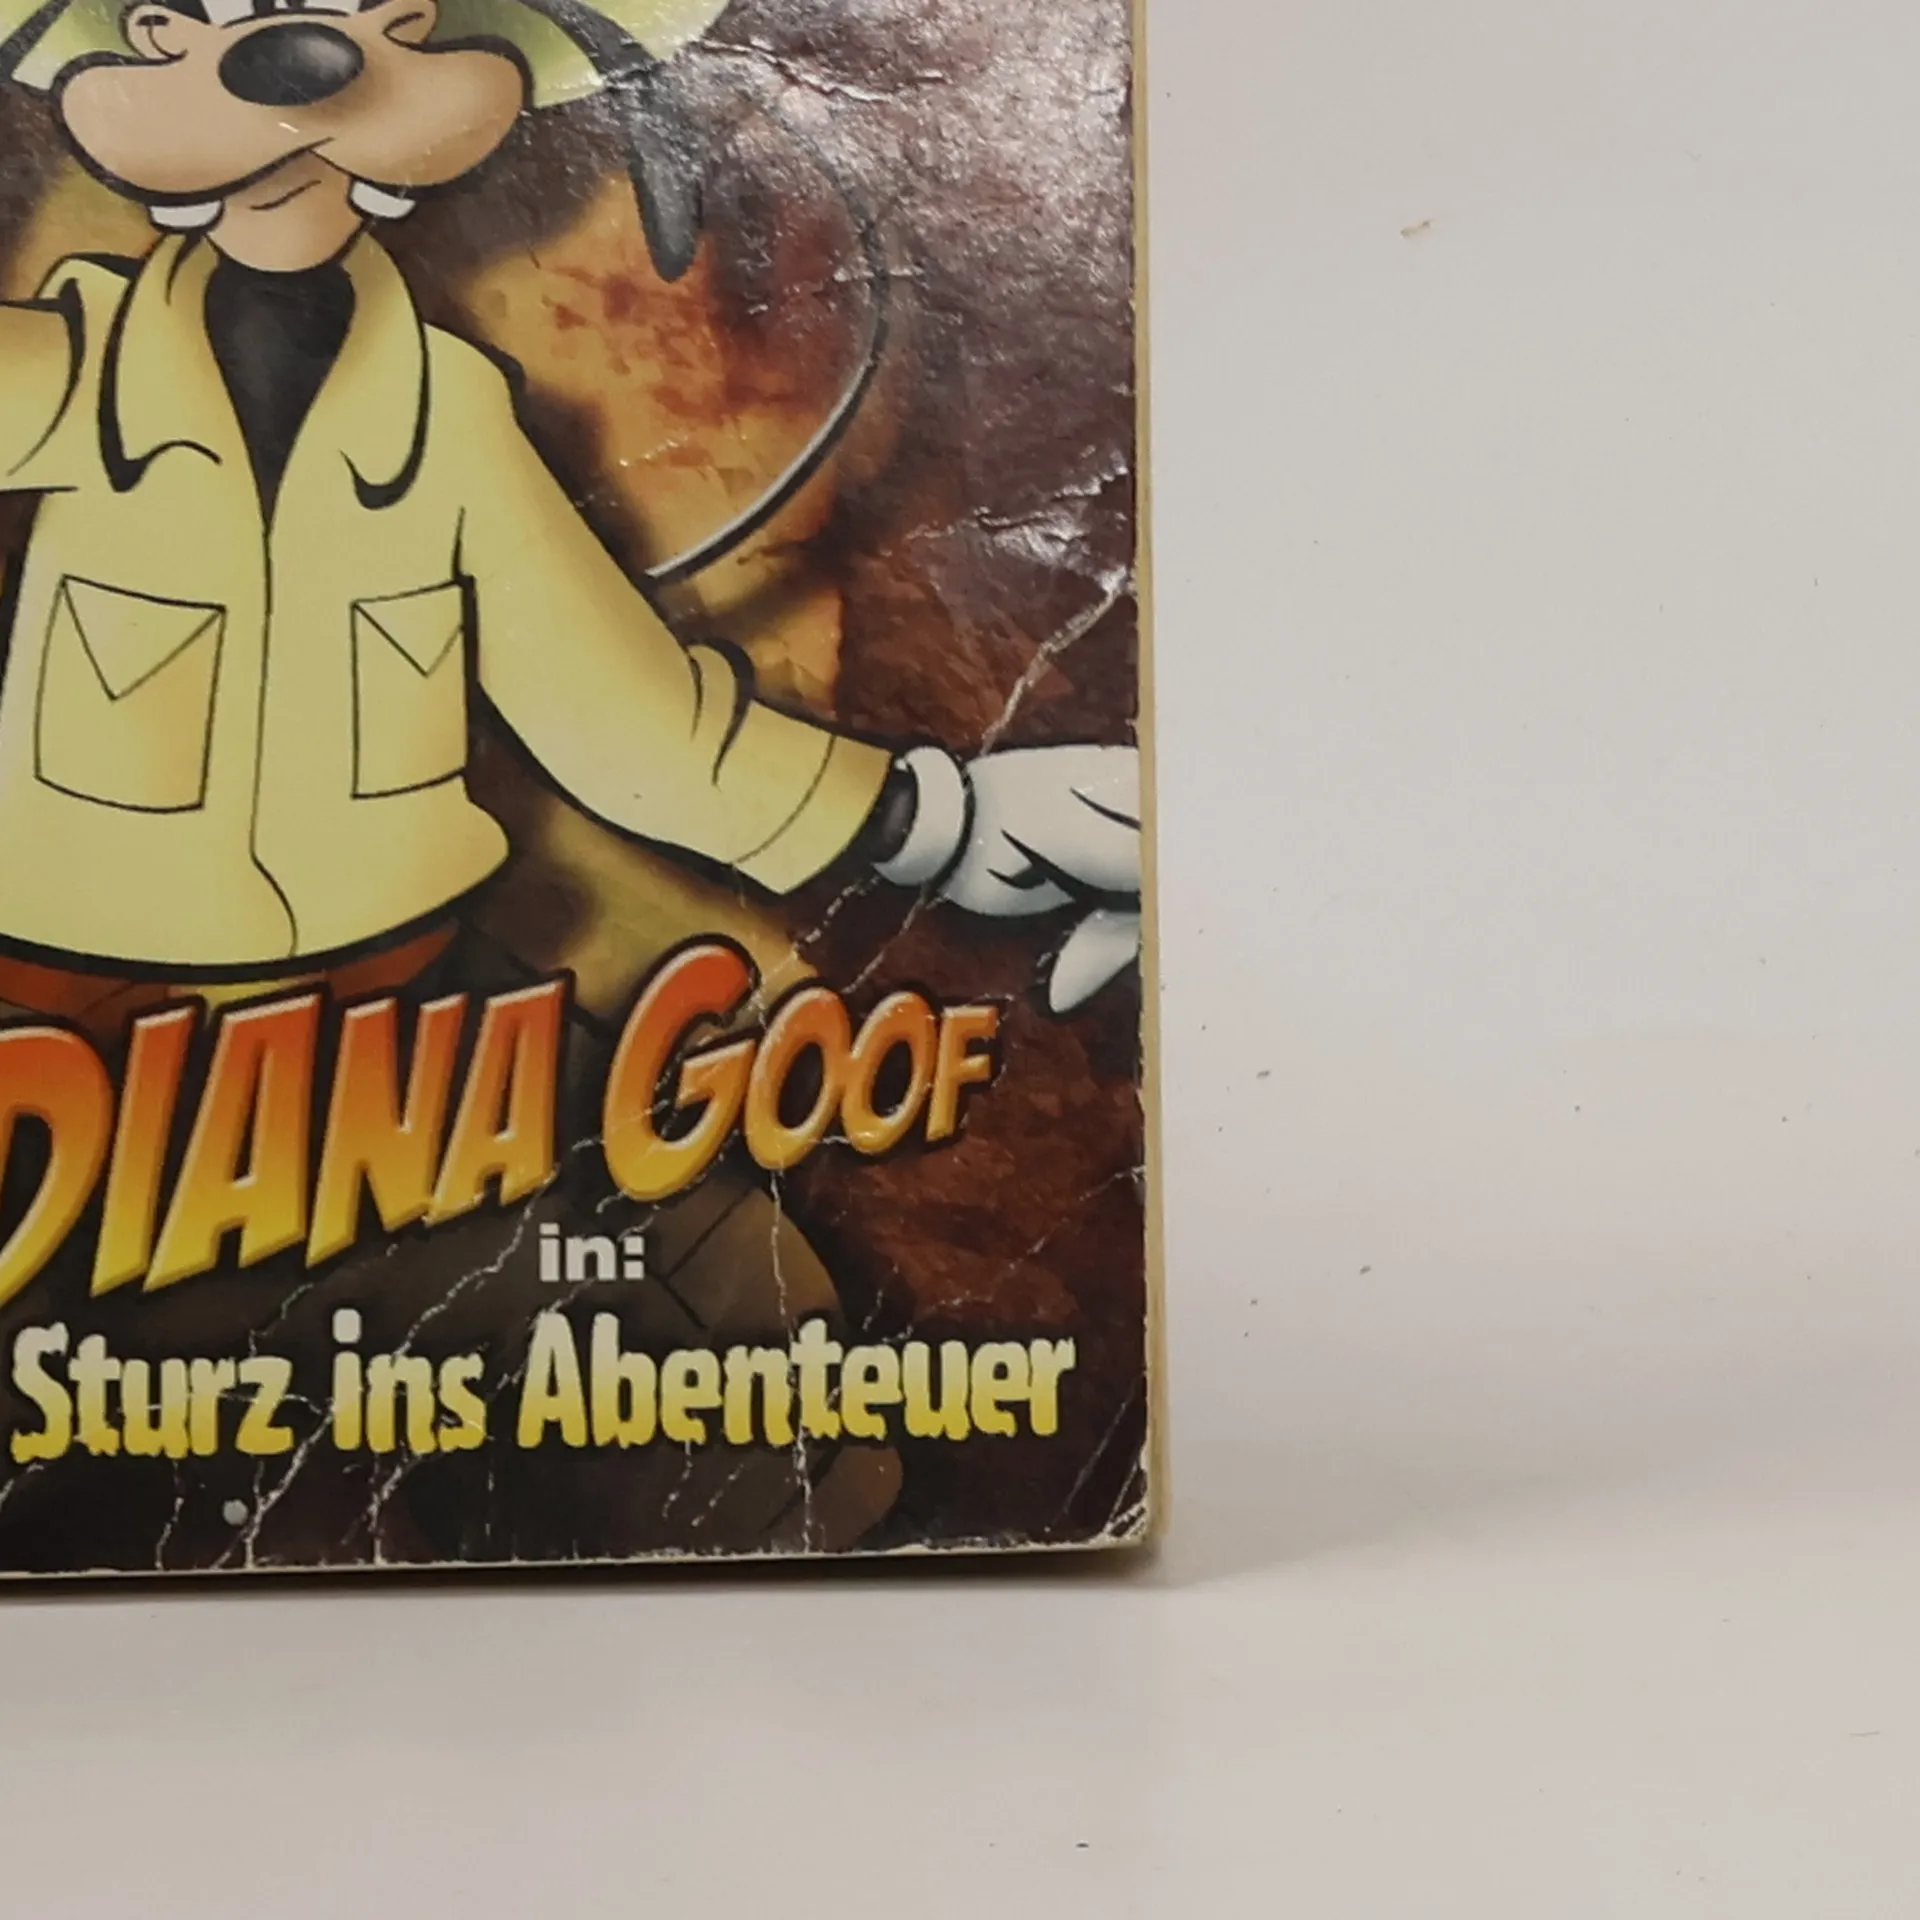 DIANA GOOF
in:
Sturz ins Abenteuer